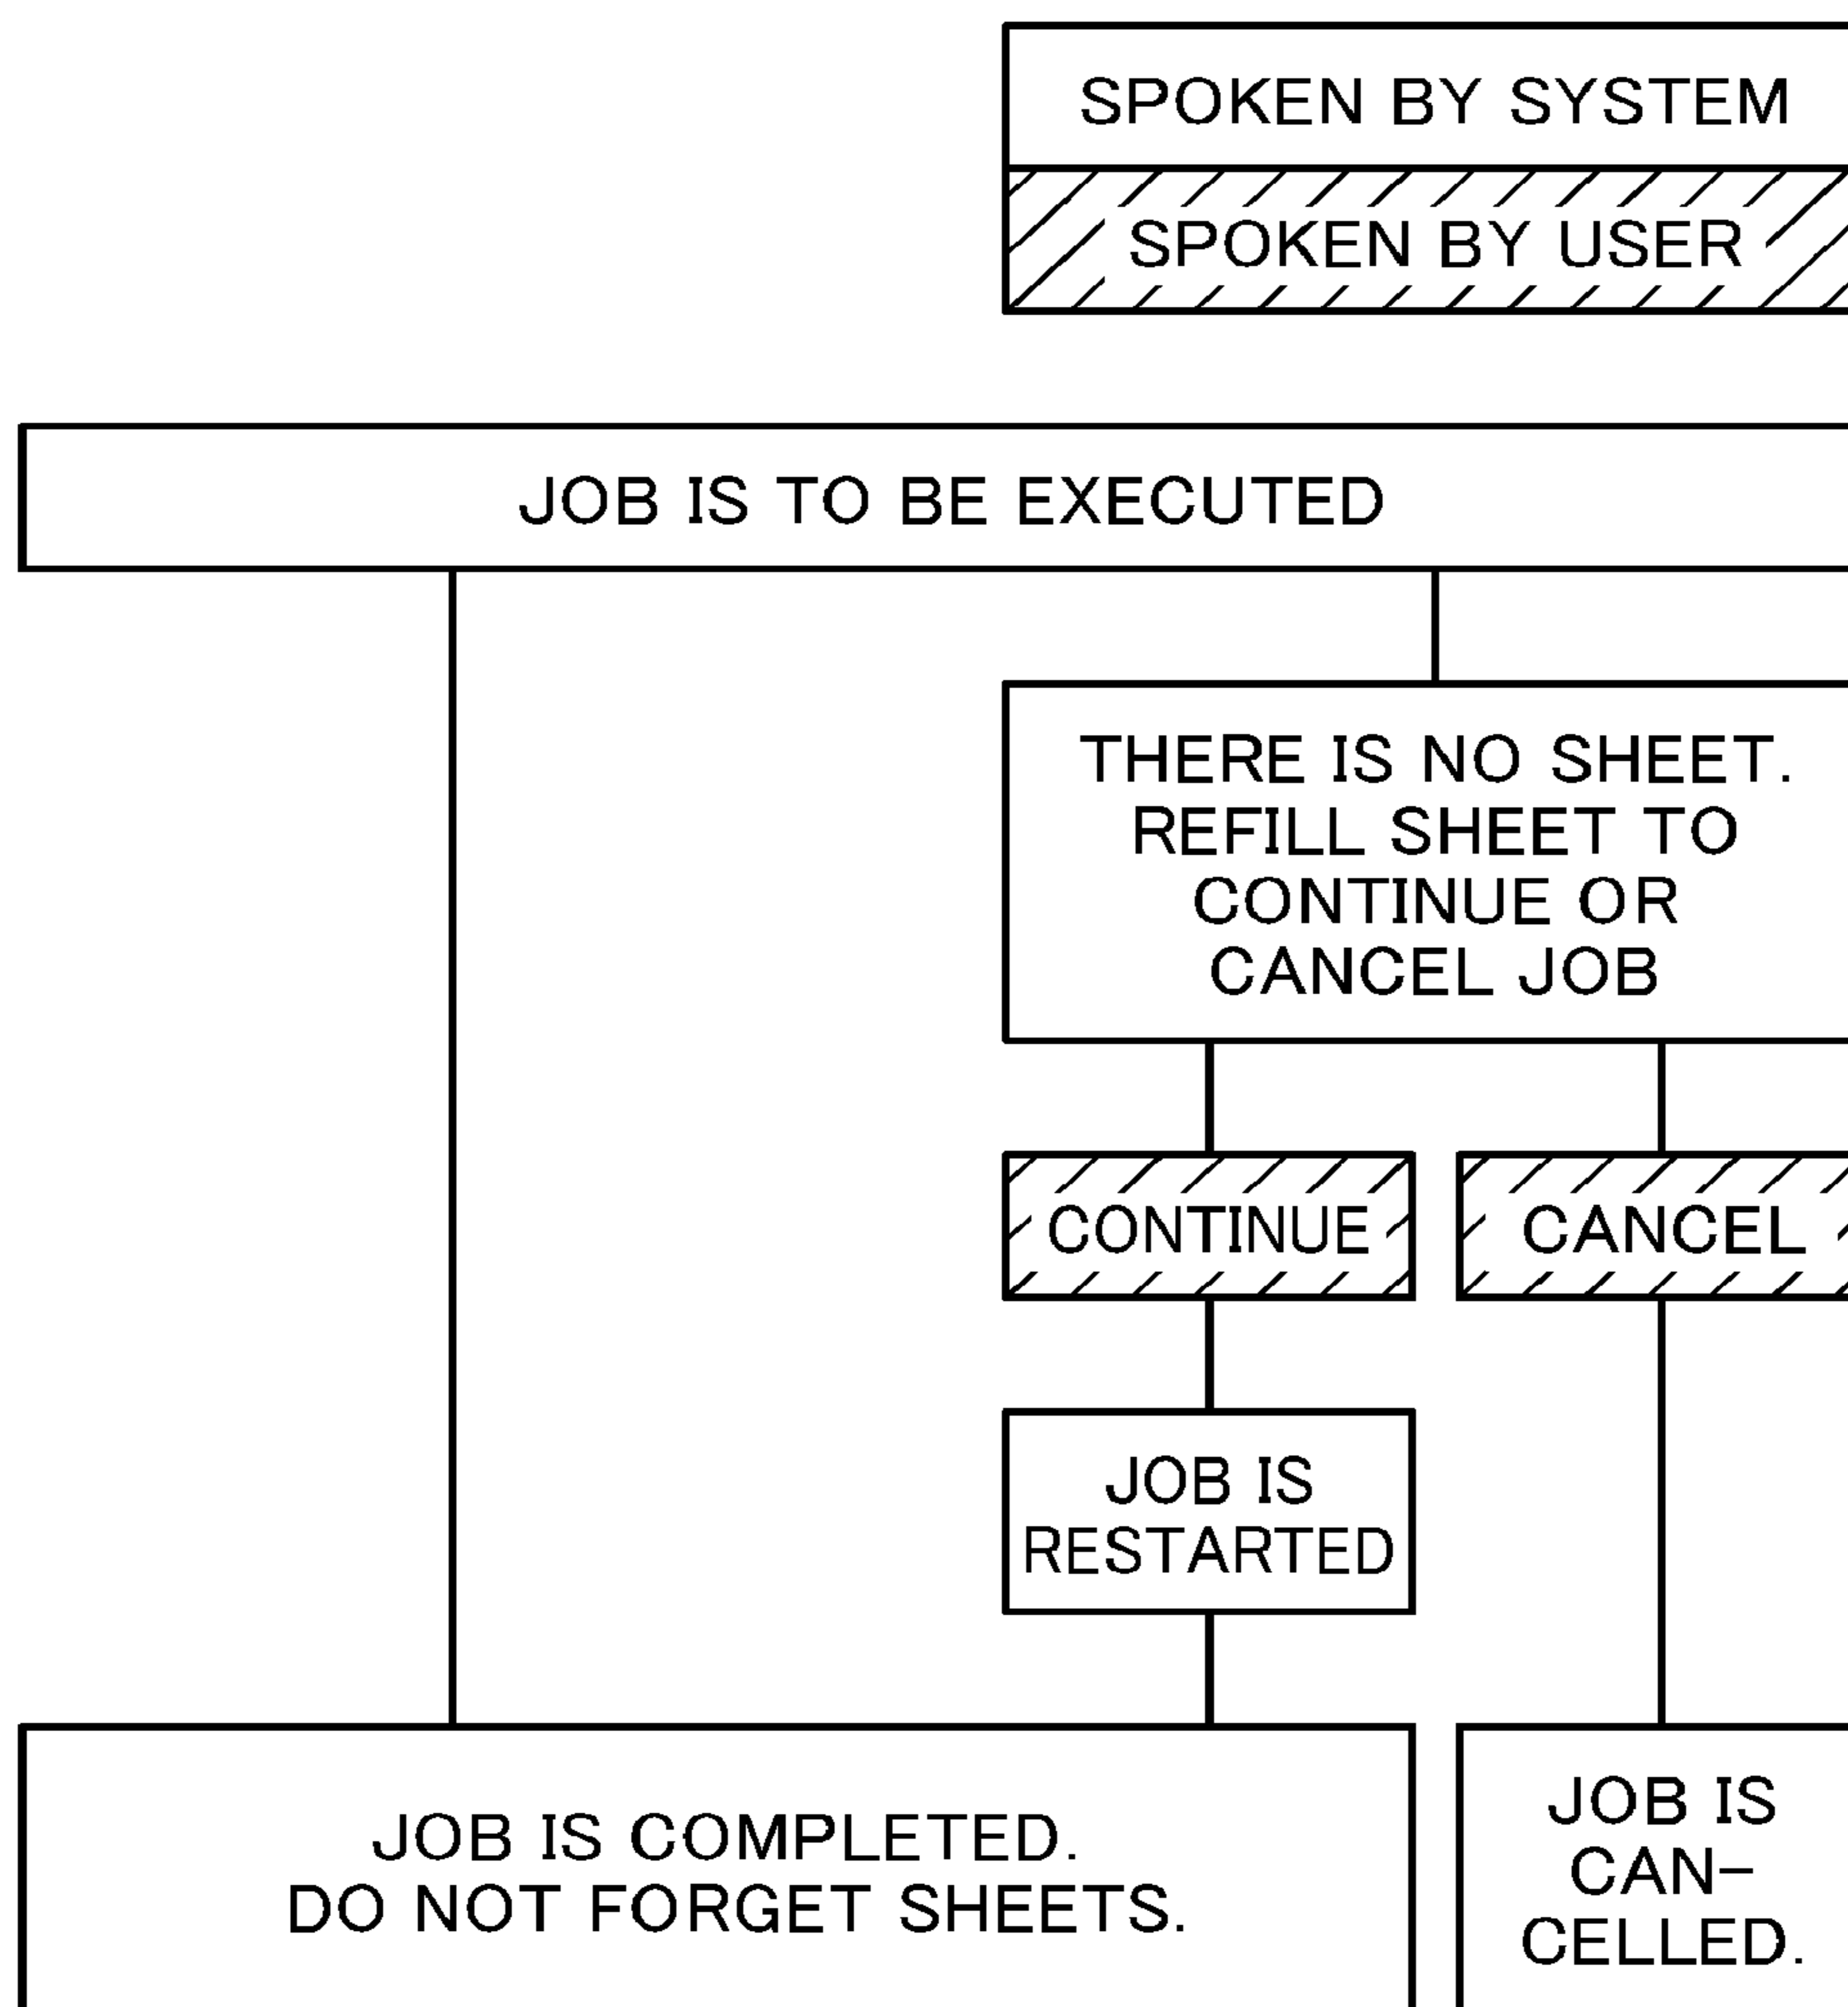 SPOKEN BY SYSTEM
SPOKEN BY USER
JOB IS TO BE EXECUTED
THERE IS NO SHEET.
REFILL SHEET TO
CONTINUE OR
CANCEL JOB
CONTINUE
CANCEL
JOB IS
RESTARTED
JOB IS COMPLETED.
DO NOT FORGET SHEETS.
JOB IS
CAN-
CELLED.